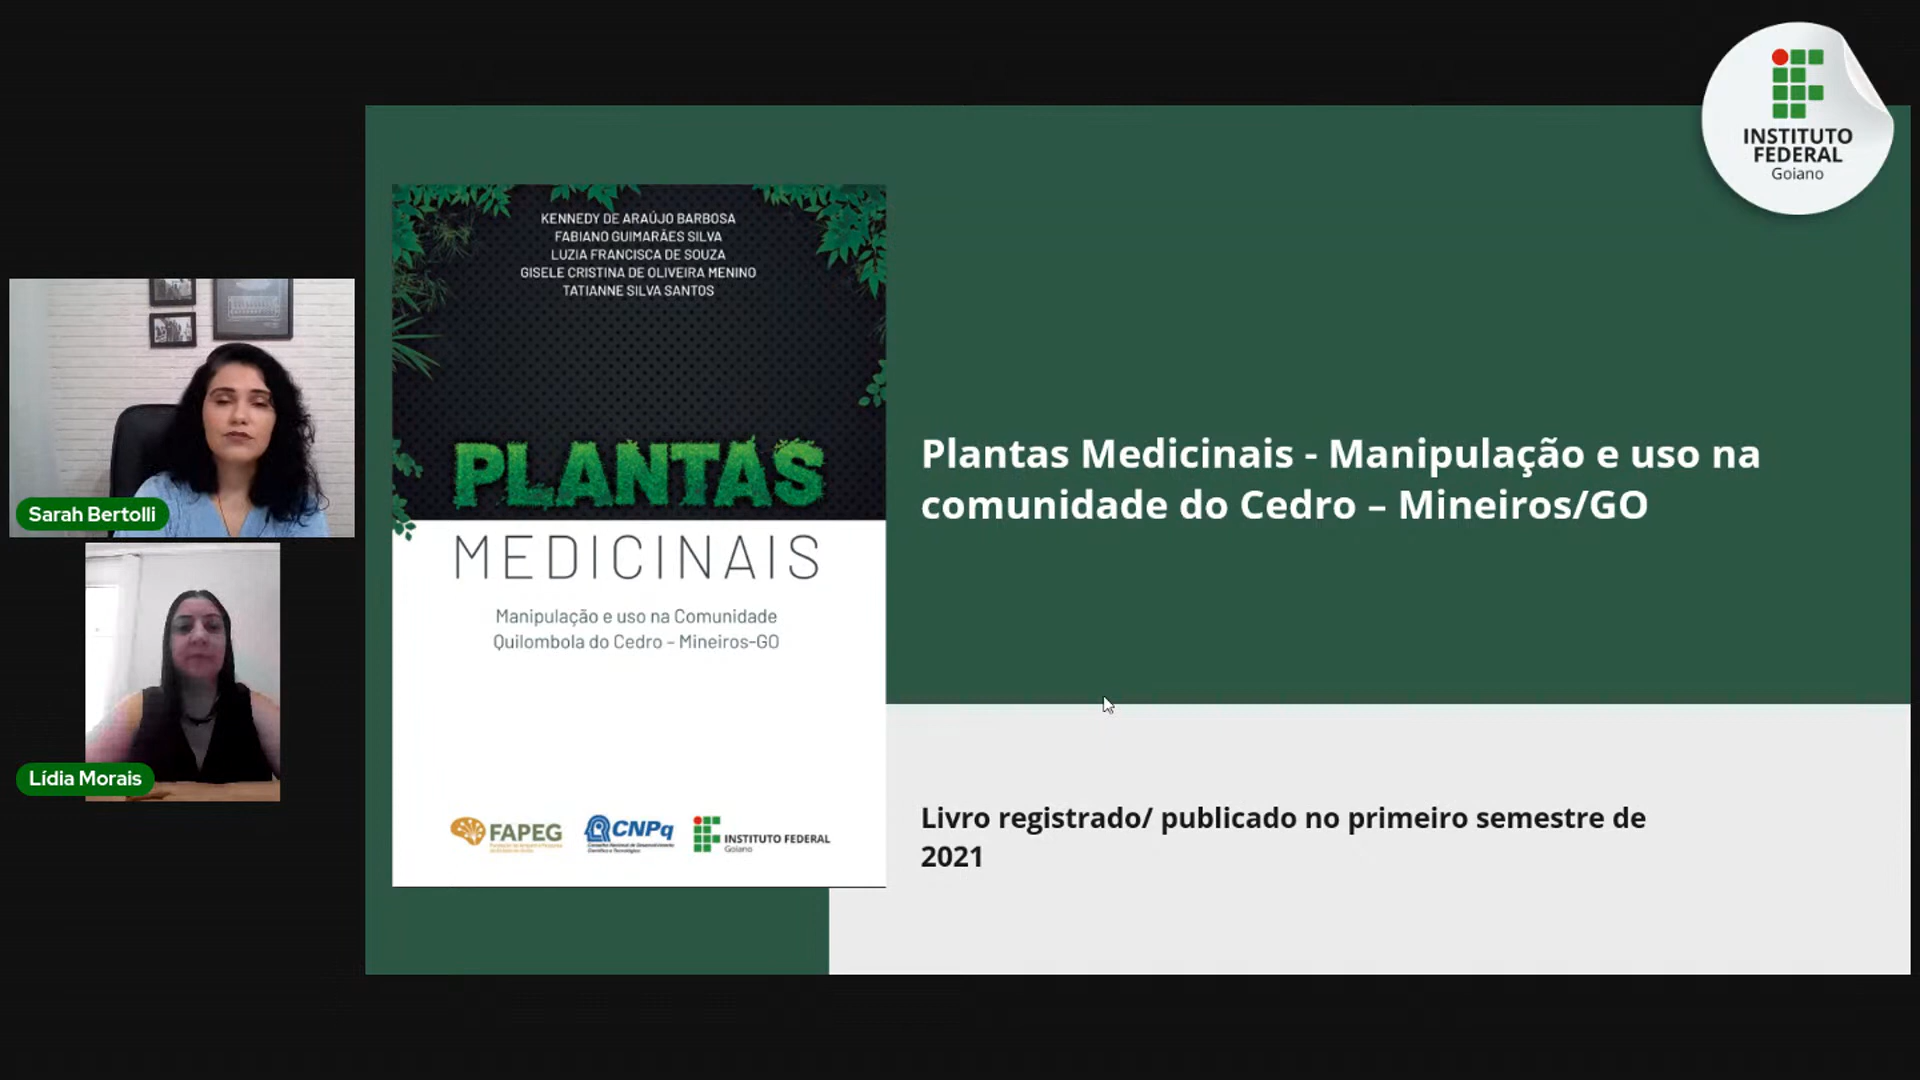 INSTITUTO
FEDERAL
Goiano
KENNEDY DE ARAÚJO BARBOSA
FABIANO GUIMARÃES SILVA
LUZIA FRANCISCA DE SOUZA
GISELE CRISTINA DE OLIVEIRA MENINO
TATIANNE SILVA SANTOS
PLANTAS
MEDICINAIS
Manipulação e uso na Comunidade
Quilombola do Cedro – Mineiros-GO
FAPEG
CNPq
INSTITUTO FEDERAL
Goiano
Plantas Medicinais - Manipulação e uso na
comunidade do Cedro – Mineiros/GO
Livro registrado/ publicado no primeiro semestre de
2021
Sarah Bertolli
Lídia Morais